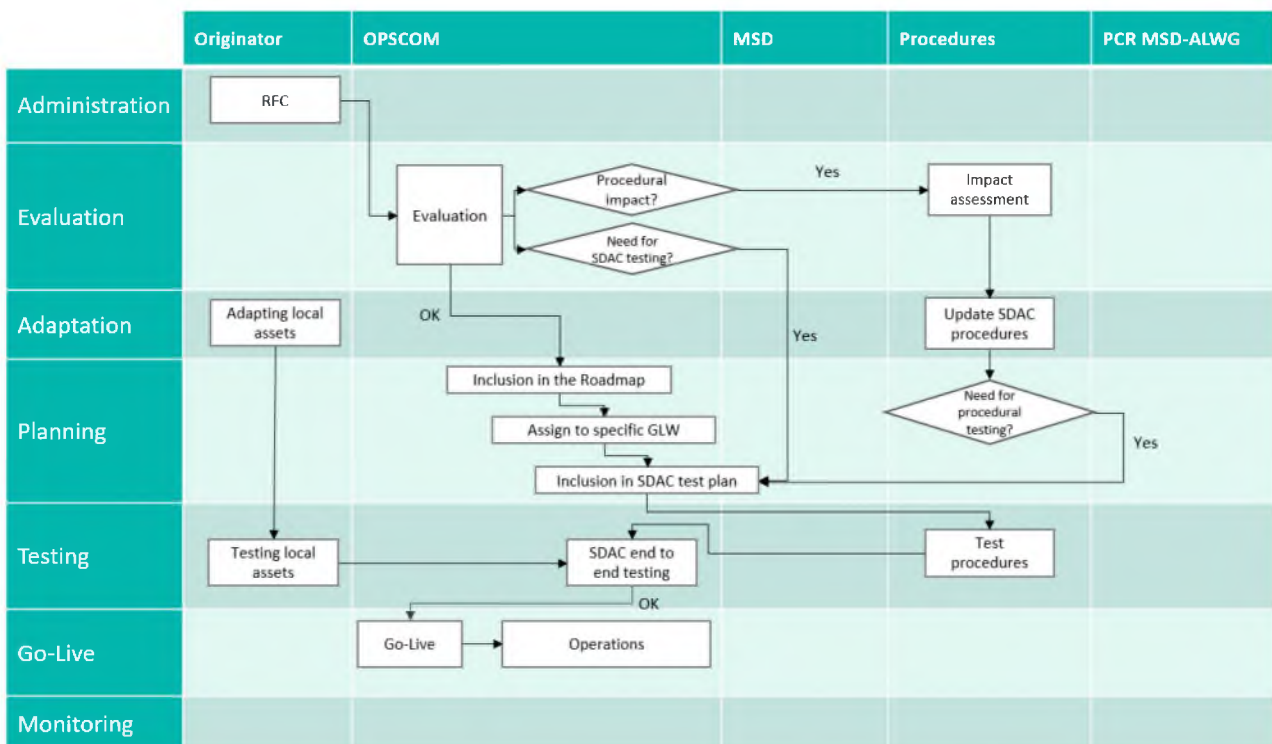 Originator
OPSCOM
MSD
Procedures
PCR MSD-ALWG
Administration
RFC
Evaluation
Evaluation
Procedural
impact?
Yes
Impact
assessment
Need for
SDAC testing?
Adaptation
Adapting local
assets
OK
Yes
Update SDAC
procedures
Planning
Inclusion in the Roadmap
Assign to specific GLW
Inclusion in SDAC test plan
Need for
procedural
testing?
Yes
Testing
Testing local
assets
SDAC end to
end testing
Test
procedures
OK
Go-Live
Go-Live
Operations
Monitoring